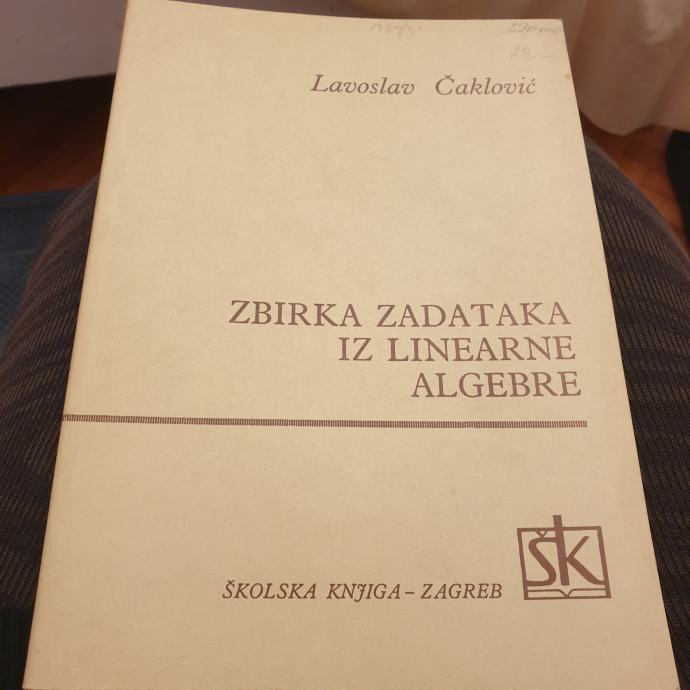 Lavoslav Čaklović
ZBIRKA ZADATAKA
IZ LINEARNE
ALGEBRE
ŠKOLSKA KNJIGA – ZAGREB
ŠK